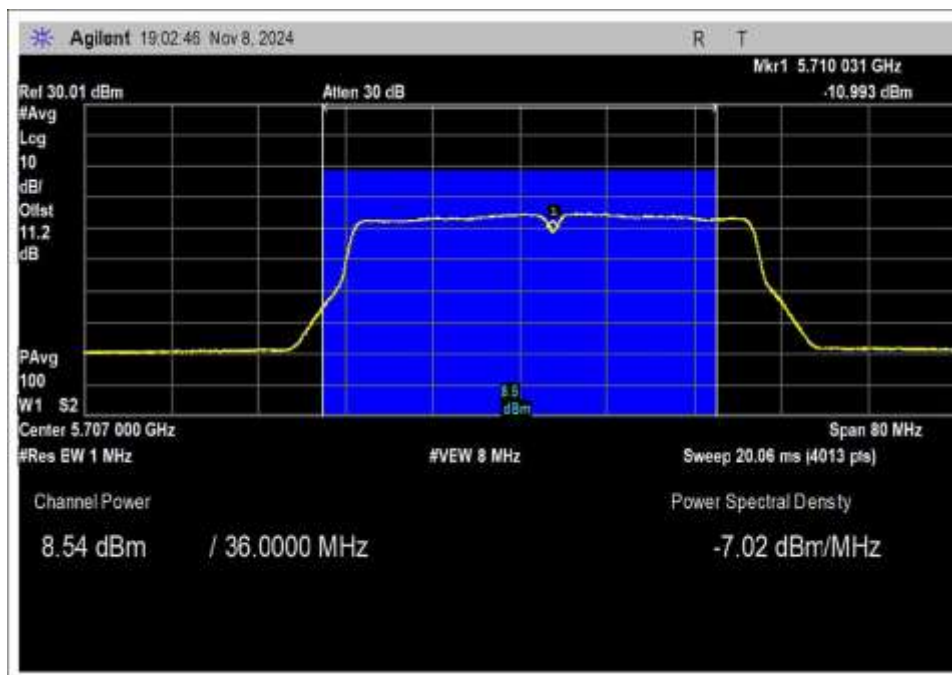 Agilent 19:02:46 Nov 8, 2024 R T
Mkr1 5.710 031 GHz
Ref 30.01 dBm Atten 30 dB -10.993 dBm
#Avg
Log
10
dB/
Offst
11.2
dB
1
PAvg
100
W1 S2
8.5
dBm
Center 5.707 000 GHz Span 80 MHz
#Res BW 1 MHz #VBW 8 MHz Sweep 20.06 ms (4013 pts)
Channel Power Power Spectral Density
8.54 dBm / 36.0000 MHz -7.02 dBm/MHz